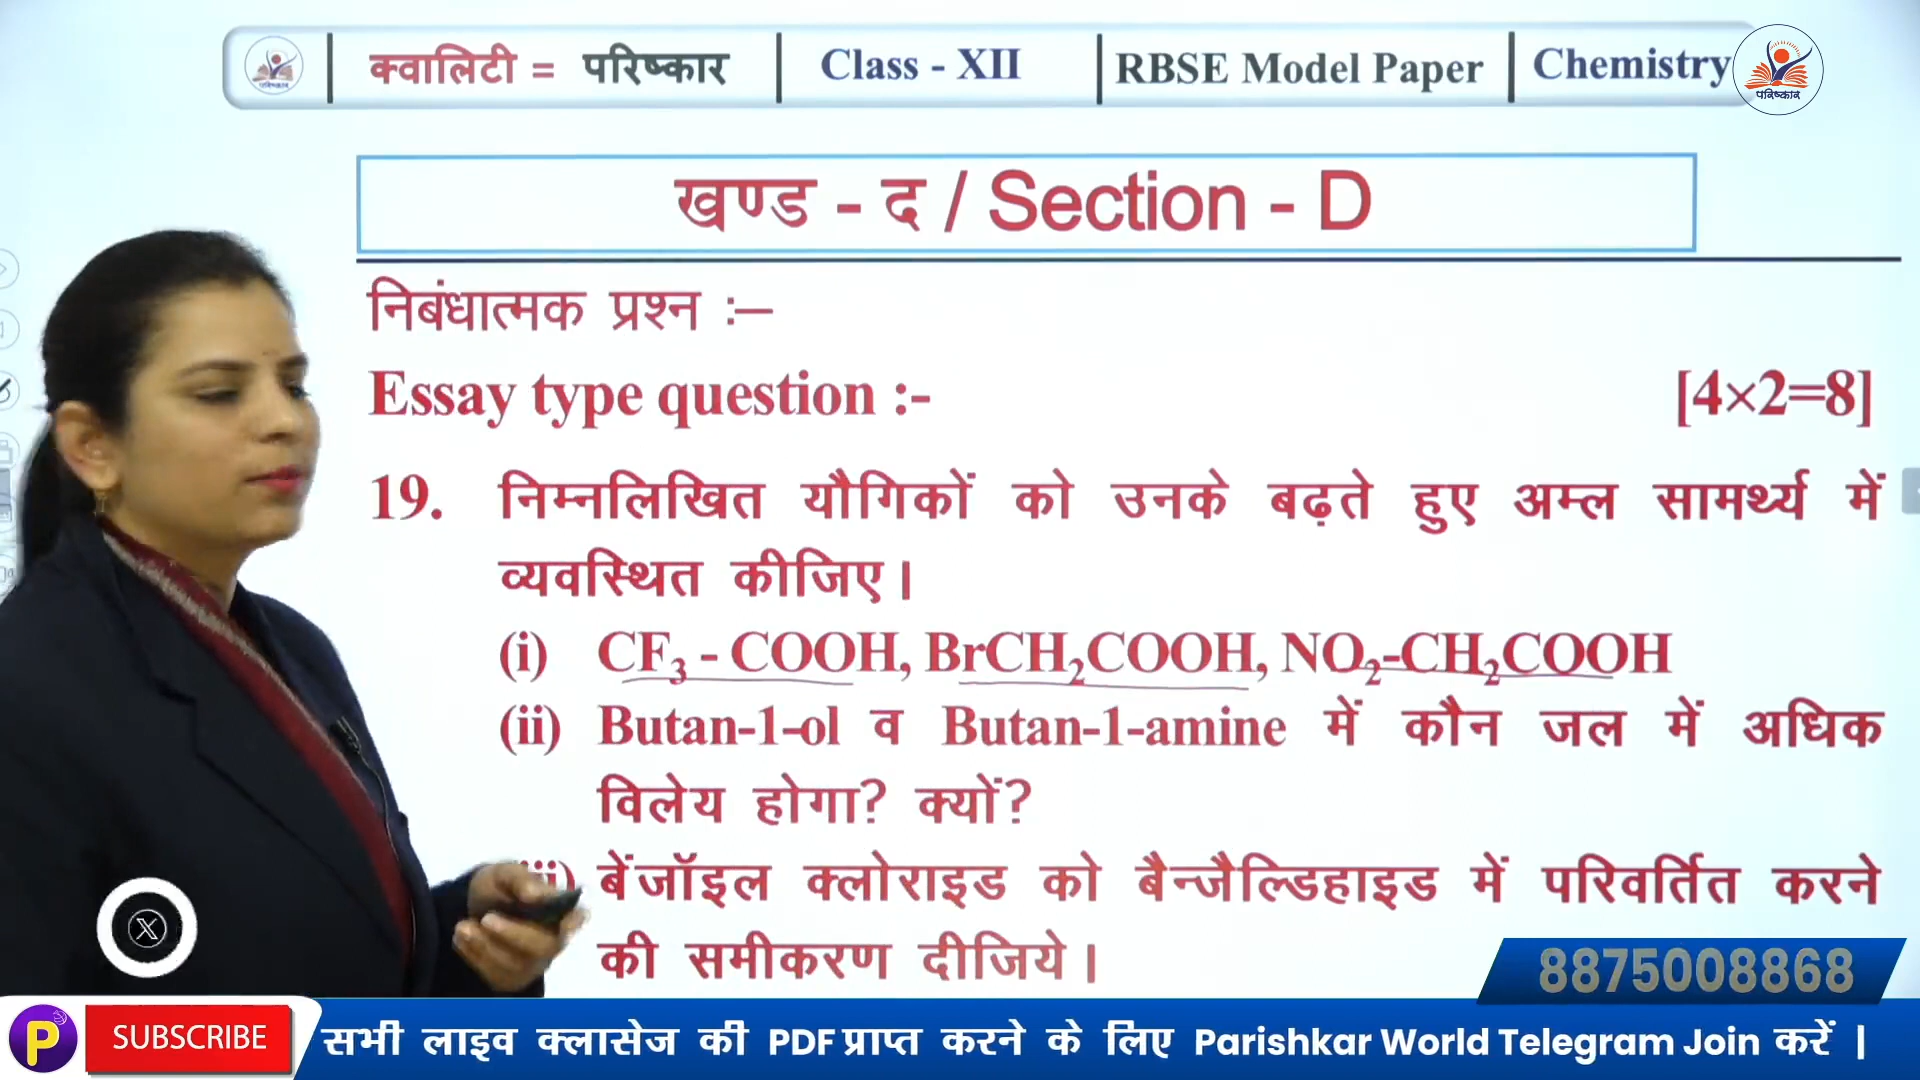 क्वालिटी = परिष्कार Class - XII RBSE Model Paper Chemistry
परिष्कार
परिष्कार
खण्ड - द / Section - D
निबंधात्मक प्रश्न :–
Essay type question :- [4×2=8]
19. निम्नलिखित यौगिकों को उनके बढ़ते हुए अम्ल सामर्थ्य में
व्यवस्थित कीजिए।
(i) CF₃ - COOH, BrCH₂COOH, NO₂-CH₂COOH
(ii) Butan-1-ol व Butan-1-amine में कौन जल में अधिक
विलेय होगा? क्यों?
बेंजॉइल क्लोराइड को बैन्जैल्डिहाइड में परिवर्तित करने
की समीकरण दीजिये।
8875008868
P SUBSCRIBE सभी लाइव क्लासेज की PDF प्राप्त करने के लिए Parishkar World Telegram Join करें |